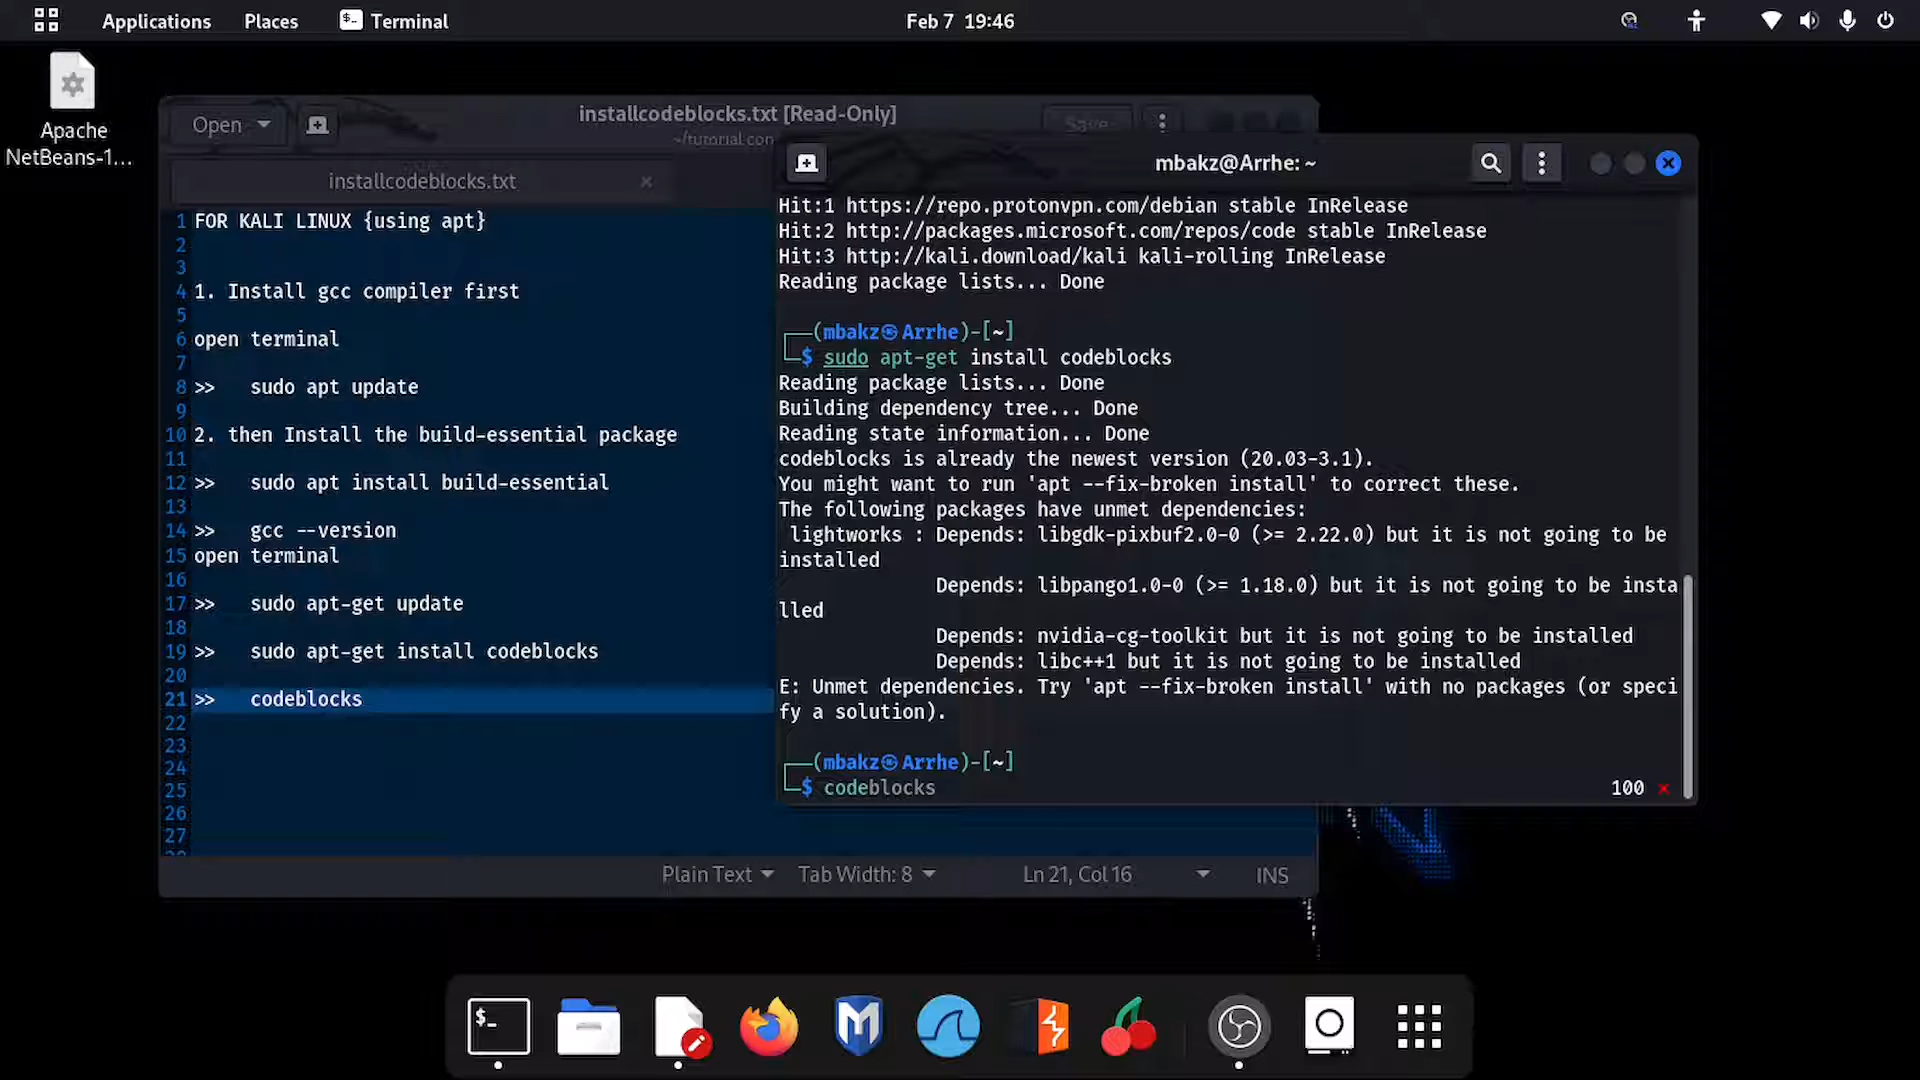 Applications
Places
Terminal
Feb 7 19:46
Apache
NetBeans-1...
Open
installcodeblocks.txt [Read-Only]
~/tutorial con
Save
installcodeblocks.txt
1 FOR KALI LINUX {using apt}
2
3
4 1. Install gcc compiler first
5
6 open terminal
7
8 >> sudo apt update
9
10 2. then Install the build-essential package
11
12 >> sudo apt install build-essential
13
14 >> gcc --version
15 open terminal
16
17 >> sudo apt-get update
18
19 >> sudo apt-get install codeblocks
20
21 >> codeblocks
22
23
24
25
26
27
28
Plain Text
Tab Width: 8
Ln 21, Col 16
INS
mbakz@Arrhe: ~
Hit:1 https://repo.protonvpn.com/debian stable InRelease
Hit:2 http://packages.microsoft.com/repos/code stable InRelease
Hit:3 http://kali.download/kali kali-rolling InRelease
Reading package lists... Done
(mbakz㉿Arrhe)-[~]
$ sudo apt-get install codeblocks
Reading package lists... Done
Building dependency tree... Done
Reading state information... Done
codeblocks is already the newest version (20.03-3.1).
You might want to run 'apt --fix-broken install' to correct these.
The following packages have unmet dependencies:
lightworks : Depends: libgdk-pixbuf2.0-0 (>= 2.22.0) but it is not going to be
installed
Depends: libpango1.0-0 (>= 1.18.0) but it is not going to be insta
lled
Depends: nvidia-cg-toolkit but it is not going to be installed
Depends: libc++1 but it is not going to be installed
E: Unmet dependencies. Try 'apt --fix-broken install' with no packages (or speci
fy a solution).
(mbakz㉿Arrhe)-[~]
$ codeblocks
100 ⨯
$_
M